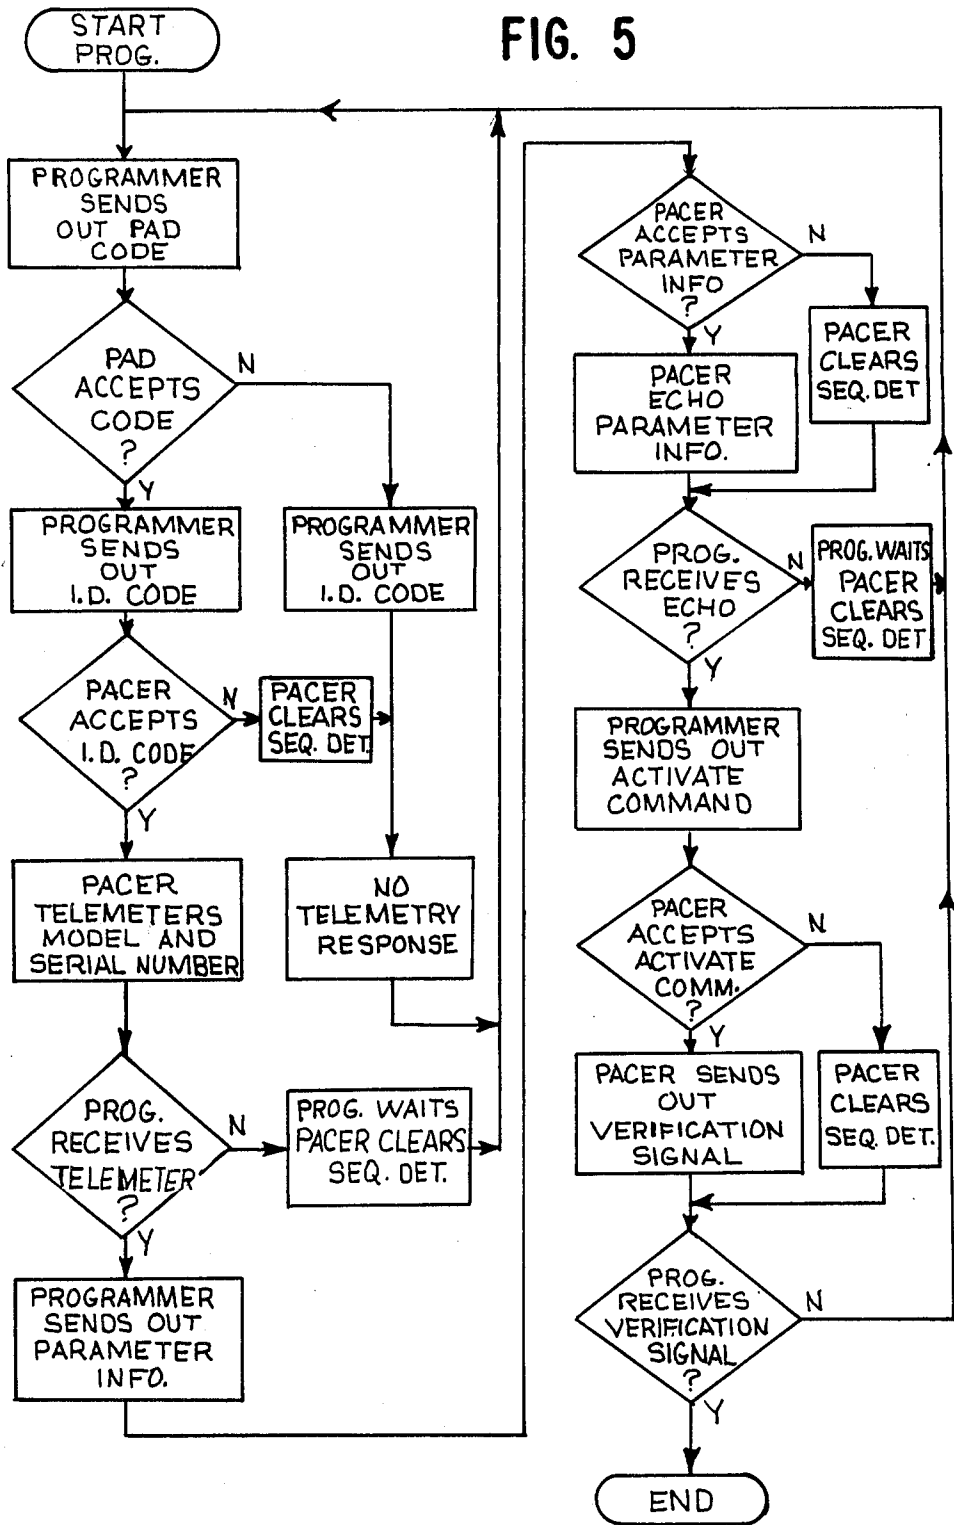 START
PROG.
FIG. 5
PROGRAMMER
SENDS
OUT PAD
CODE
PAD
ACCEPTS
CODE
?
N
Y
PROGRAMMER
SENDS
OUT
I.D. CODE
PROGRAMMER
SENDS
OUT
I.D. CODE
PACER
ACCEPTS
I.D. CODE
?
N
Y
PACER
CLEARS
SEQ. DET.
PACER
TELEMETERS
MODEL AND
SERIAL NUMBER
NO
TELEMETRY
RESPONSE
PROG.
RECEIVES
TELEMETER
?
N
Y
PROG. WAITS
PACER CLEARS
SEQ. DET.
PROGRAMMER
SENDS OUT
PARAMETER
INFO.
PACER
ACCEPTS
PARAMETER
INFO
?
N
Y
PACER
CLEARS
SEQ. DET
PACER
ECHO
PARAMETER
INFO.
PROG.
RECEIVES
ECHO
?
N
Y
PROG. WAITS
PACER
CLEARS
SEQ. DET
PROGRAMMER
SENDS OUT
ACTIVATE
COMMAND
PACER
ACCEPTS
ACTIVATE
COMM.
?
N
Y
PACER SENDS
OUT
VERIFICATION
SIGNAL
PACER
CLEARS
SEQ. DET.
PROG.
RECEIVES
VERIFICATION
SIGNAL
?
N
Y
END